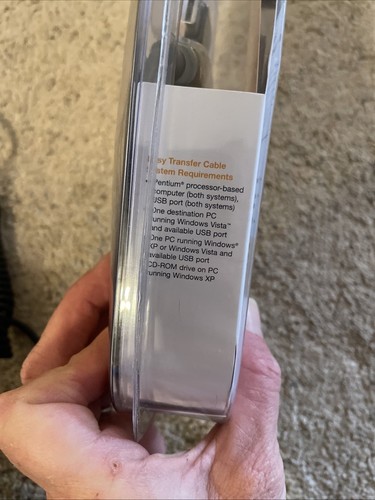 Easy Transfer Cable
System Requirements
Pentium® processor-based
computer (both systems),
USB port (both systems)
One destination PC
running Windows Vista™
and available USB port
One PC running Windows®
XP or Windows Vista and
available USB port
CD-ROM drive on PC
running Windows XP